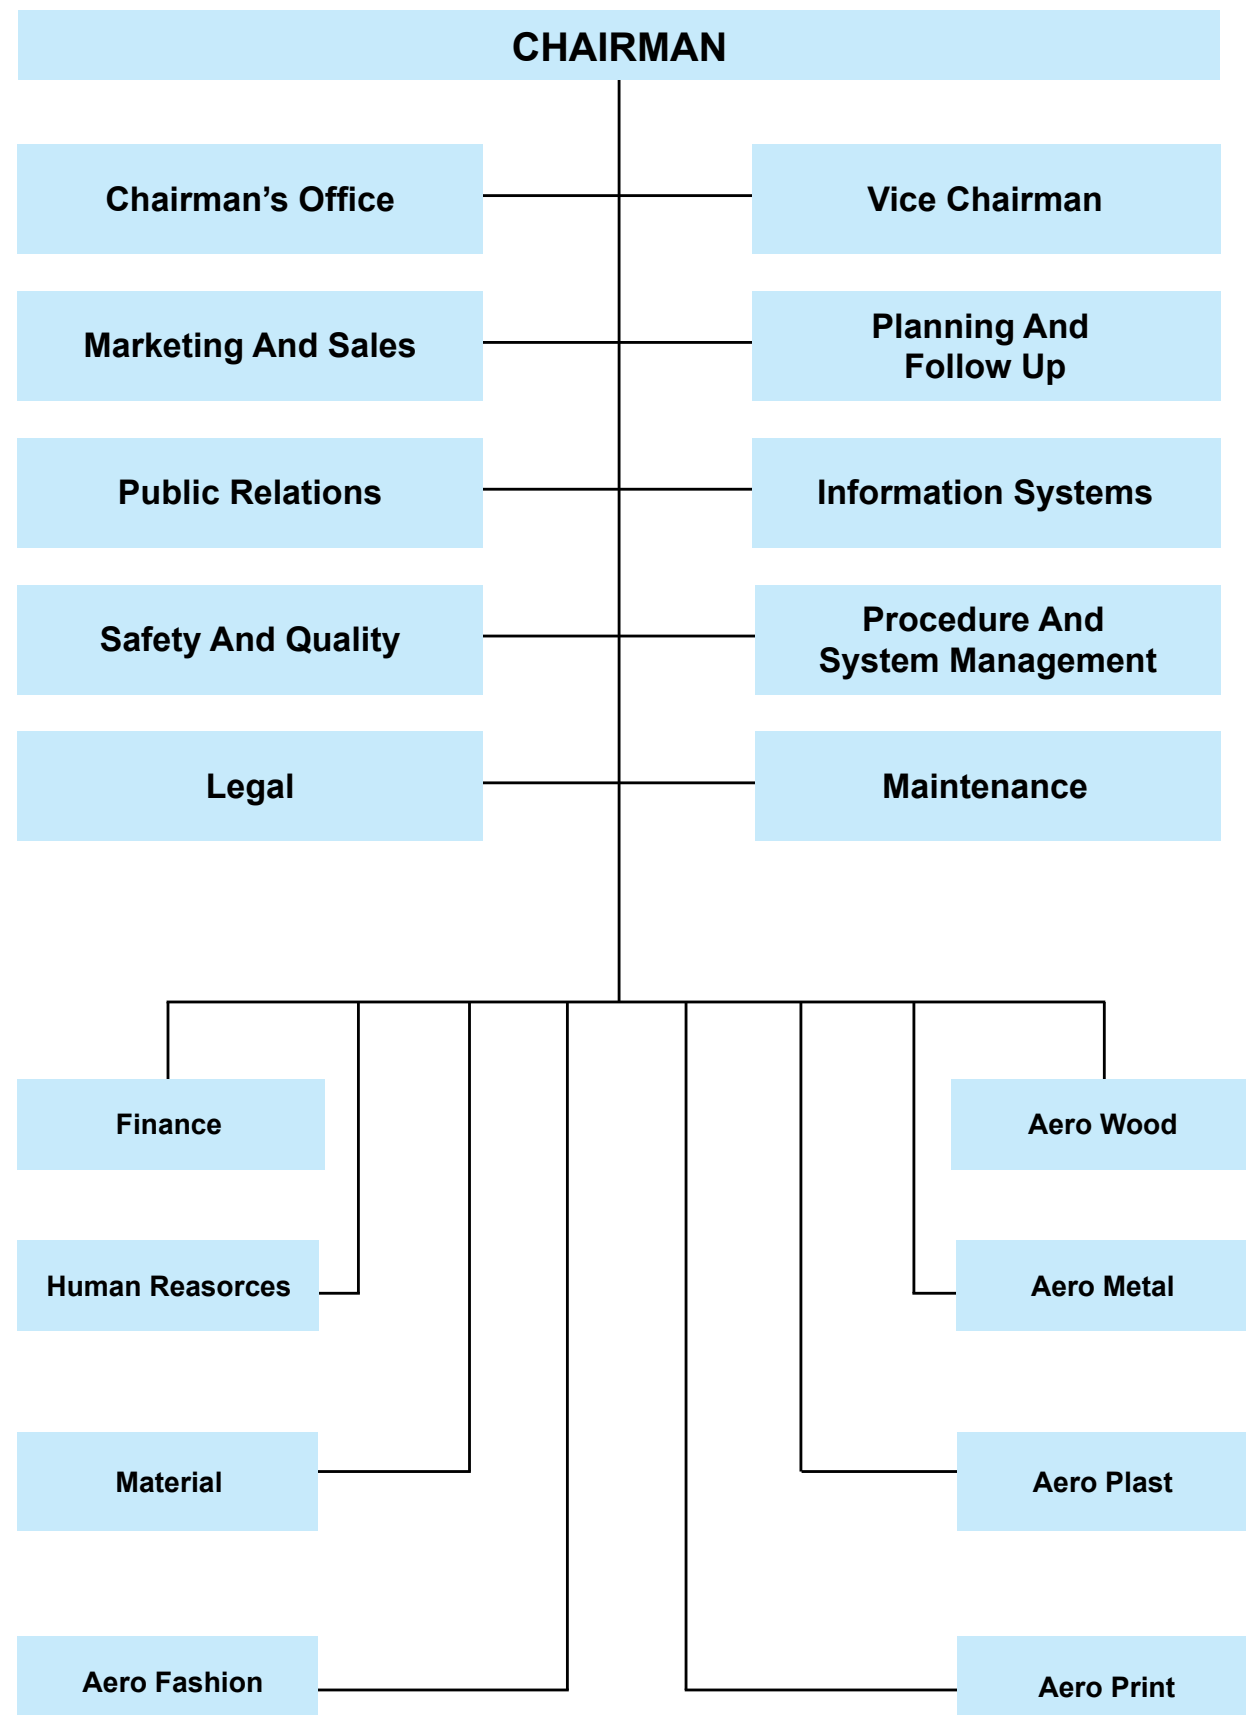 CHAIRMAN
Chairman’s Office
Vice Chairman
Marketing And Sales
Planning And
Follow Up
Public Relations
Information Systems
Safety And Quality
Procedure And
System Management
Legal
Maintenance
Finance
Aero Wood
Human Reasorces
Aero Metal
Material
Aero Plast
Aero Fashion
Aero Print